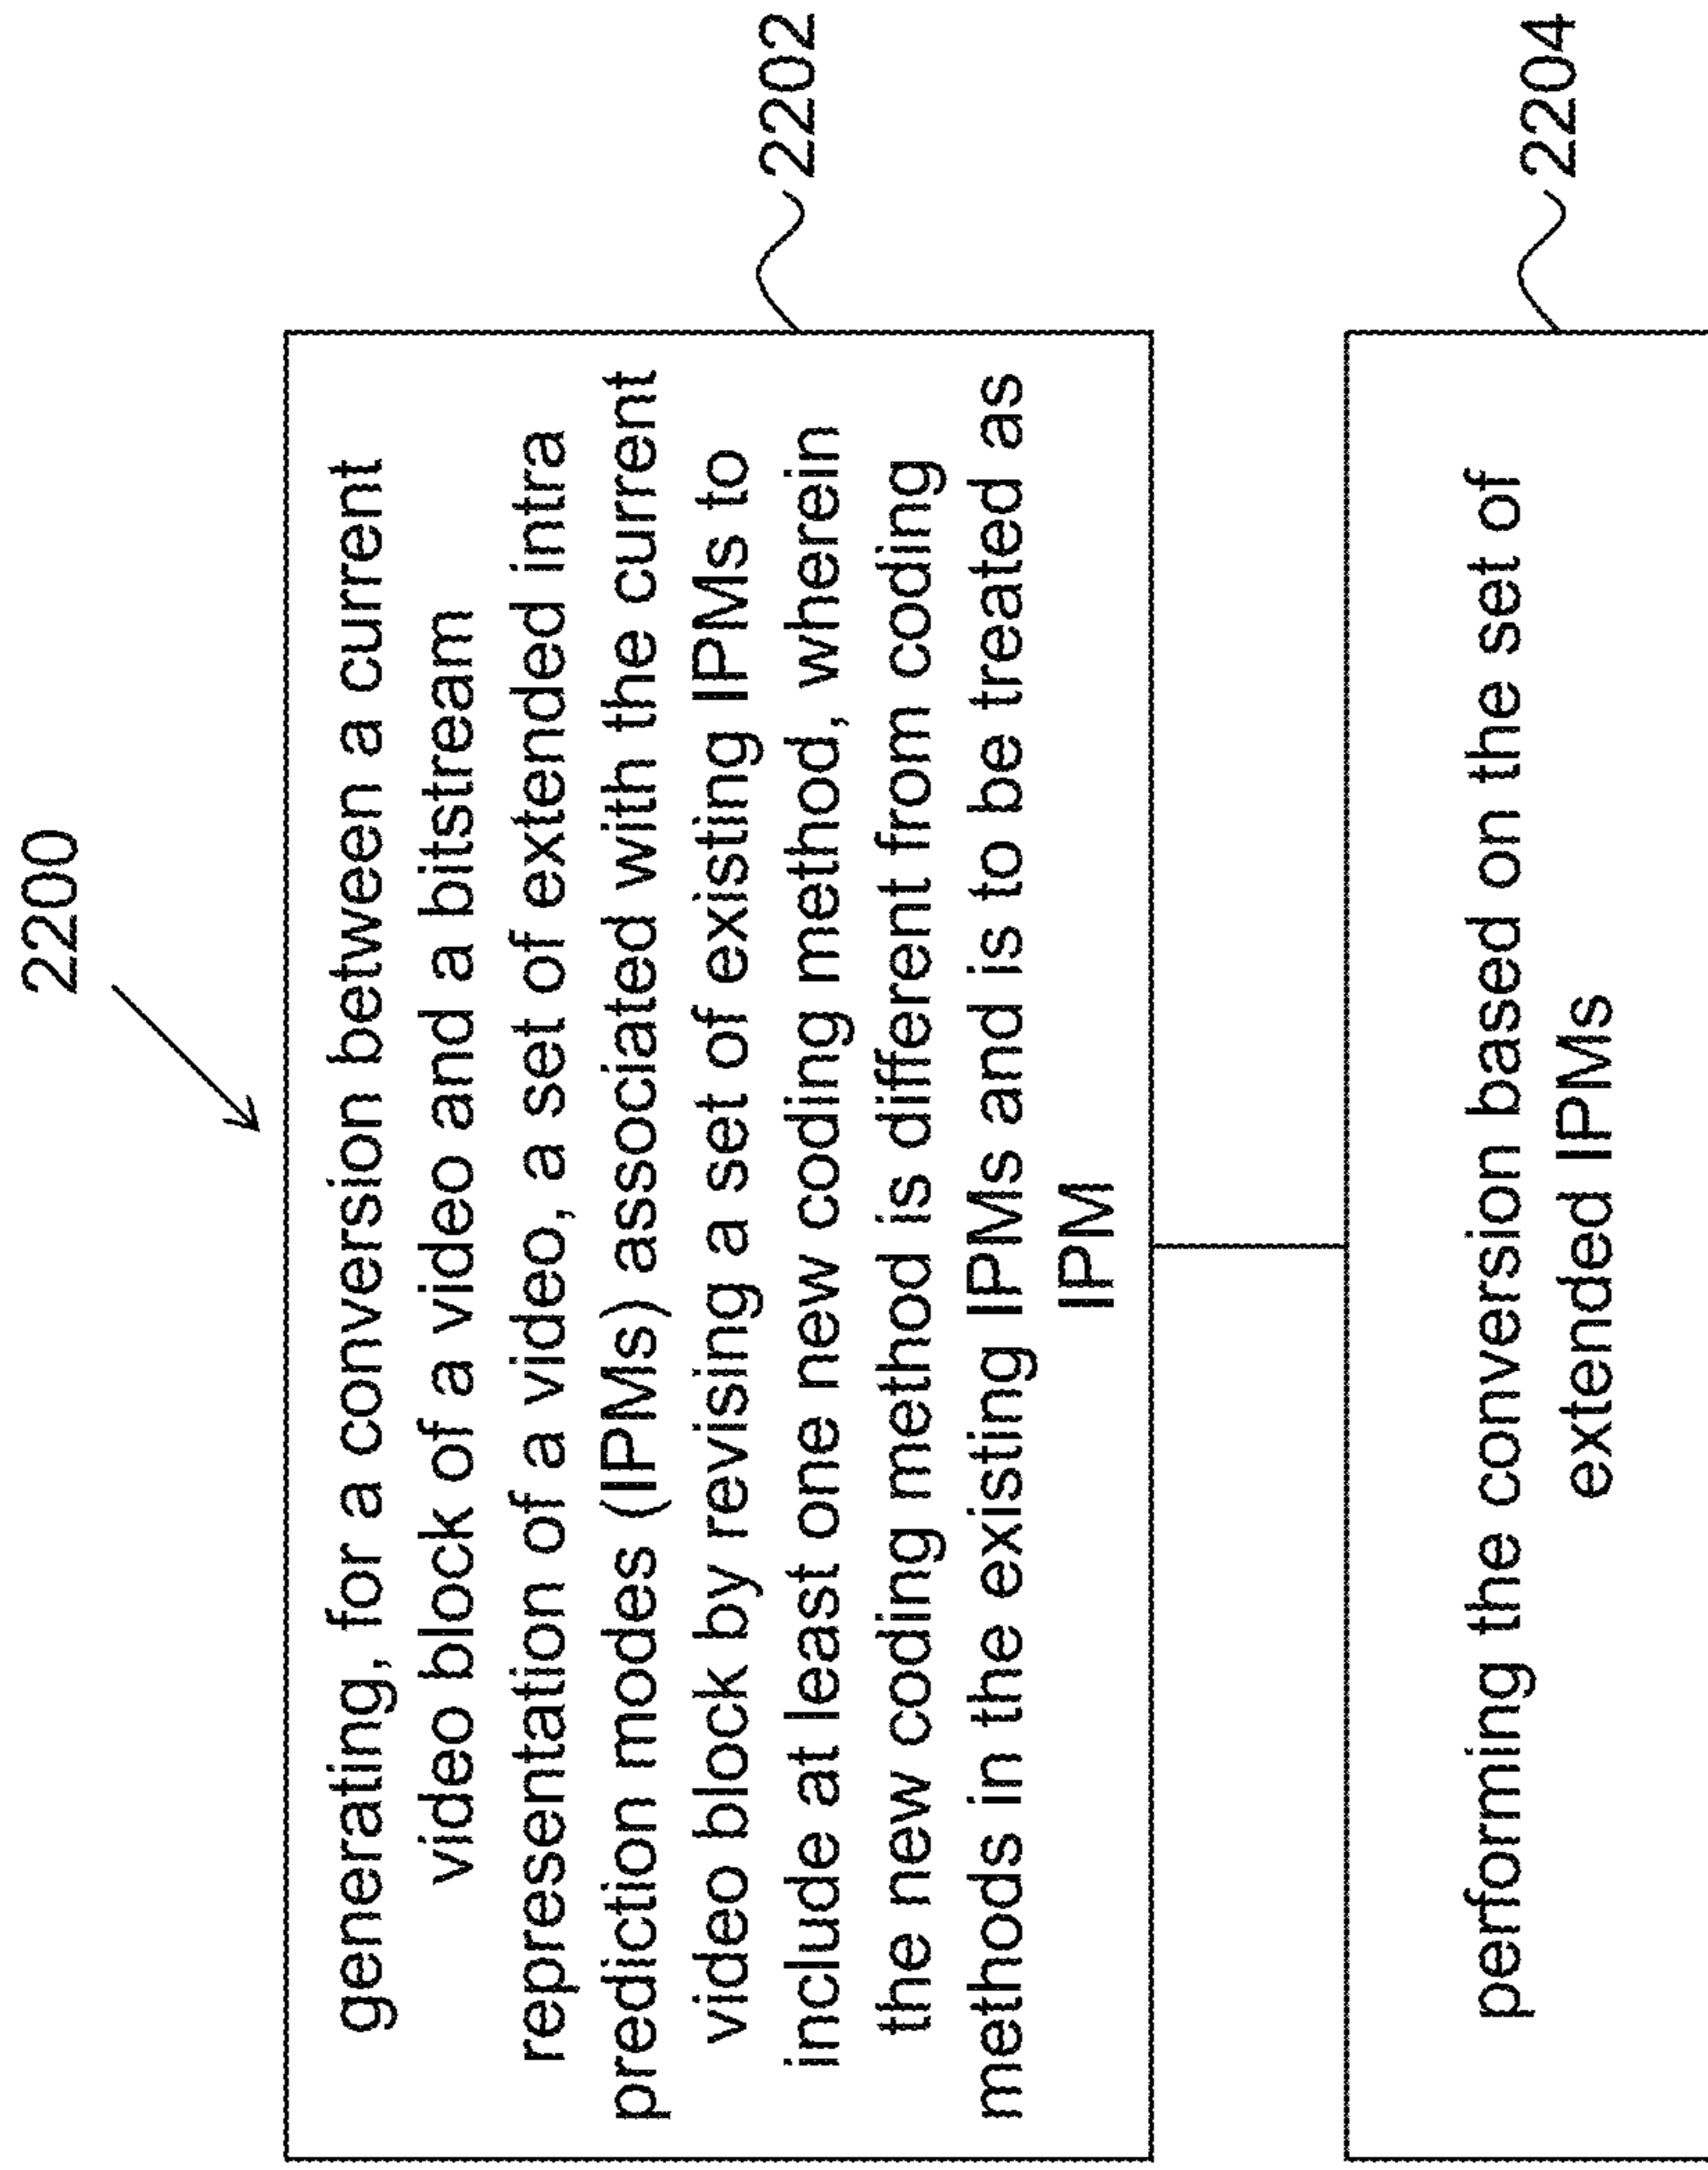 2200
generating, for a conversion between a current
video block of a video and a bitstream
representation of a video, a set of extended intra
prediction modes (IPMs) associated with the current
video block by revising a set of existing IPMs to
include at least one new coding method, wherein
the new coding method is different from coding
methods in the existing IPMs and is to be treated as
IPM
2202
performing the conversion based on the set of
extended IPMs
2204